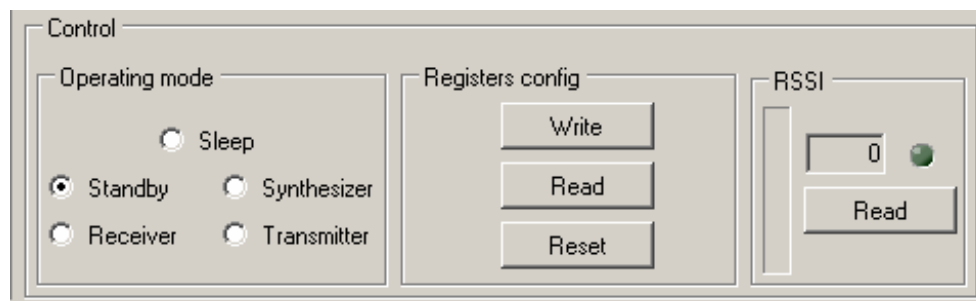 Control
Operating mode
Sleep
Standby
Synthesizer
Receiver
Transmitter
Registers config
Write
Read
Reset
RSSI
0
Read